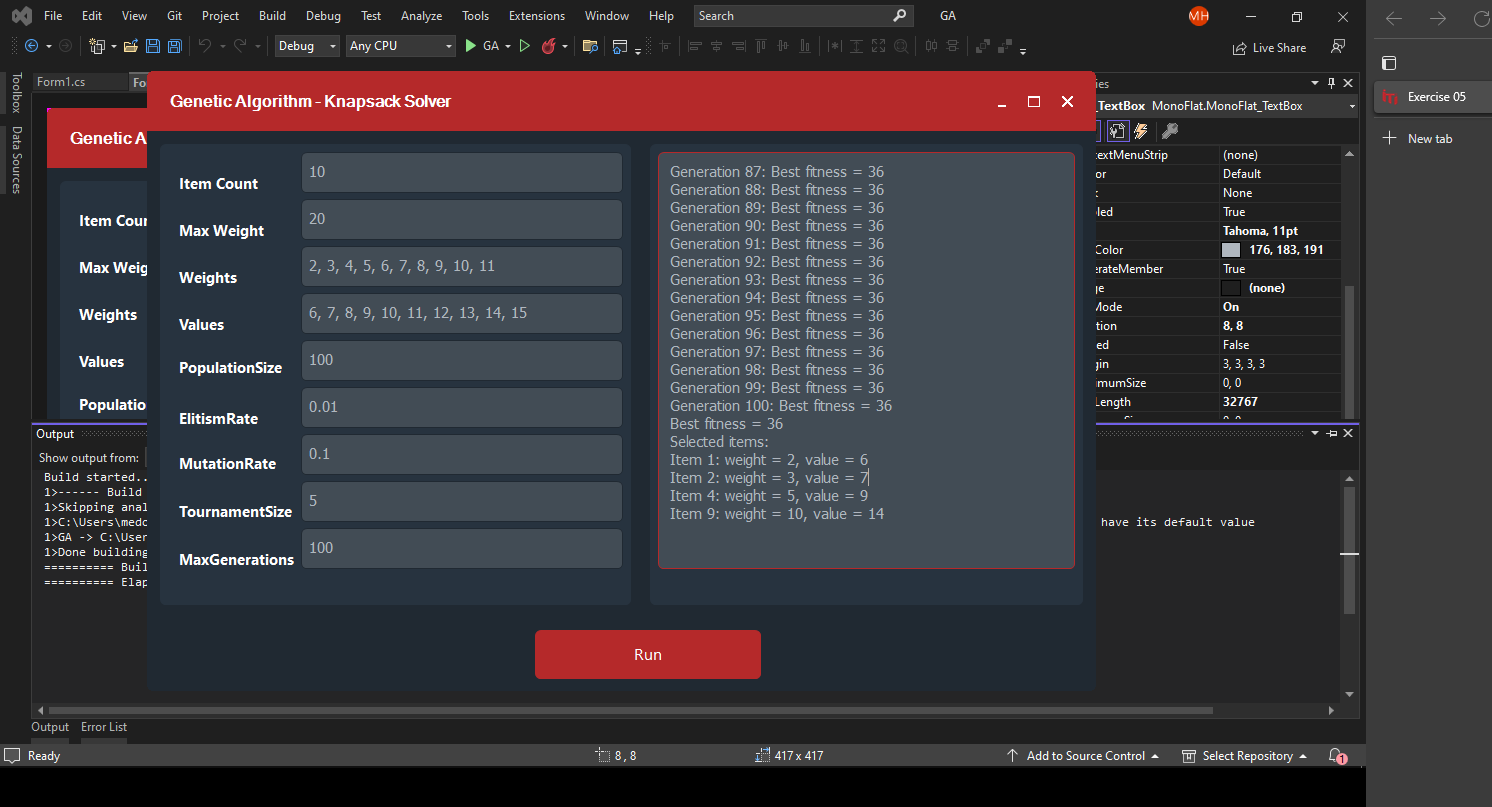 File Edit View Git Project Build Debug Test Analyze Tools Extensions Window Help Search GA MH
Debug Any CPU GA Live Share
Toolbox
Data Sources
Form1.cs Fo
Genetic A
Item Cour
Max Weig
Weights
Values
Populatio
Genetic Algorithm - Knapsack Solver
Item Count 10
Max Weight 20
Weights 2, 3, 4, 5, 6, 7, 8, 9, 10, 11
Values 6, 7, 8, 9, 10, 11, 12, 13, 14, 15
PopulationSize 100
ElitismRate 0.01
MutationRate 0.1
TournamentSize 5
MaxGenerations 100
Generation 87: Best fitness = 36
Generation 88: Best fitness = 36
Generation 89: Best fitness = 36
Generation 90: Best fitness = 36
Generation 91: Best fitness = 36
Generation 92: Best fitness = 36
Generation 93: Best fitness = 36
Generation 94: Best fitness = 36
Generation 95: Best fitness = 36
Generation 96: Best fitness = 36
Generation 97: Best fitness = 36
Generation 98: Best fitness = 36
Generation 99: Best fitness = 36
Generation 100: Best fitness = 36
Best fitness = 36
Selected items:
Item 1: weight = 2, value = 6
Item 2: weight = 3, value = 7
Item 4: weight = 5, value = 9
Item 9: weight = 10, value = 14
Run
ies
_TextBox MonoFlat.MonoFlat_TextBox
textMenuStrip (none)
or Default
None
led True
Tahoma, 11pt
Color 176, 183, 191
erateMember True
ge (none)
Mode On
tion 8, 8
ed False
gin 3, 3, 3, 3
imumSize 0, 0
Length 32767
Output
Show output from:
Build started..
1>------ Build
1>Skipping anal
1>C:\Users\medo
1>GA -> C:\User
1>Done building
========== Buil
========== Elap
have its default value
Output Error List
Ready 8 , 8 417 x 417 Add to Source Control Select Repository 1
Exercise 05
New tab